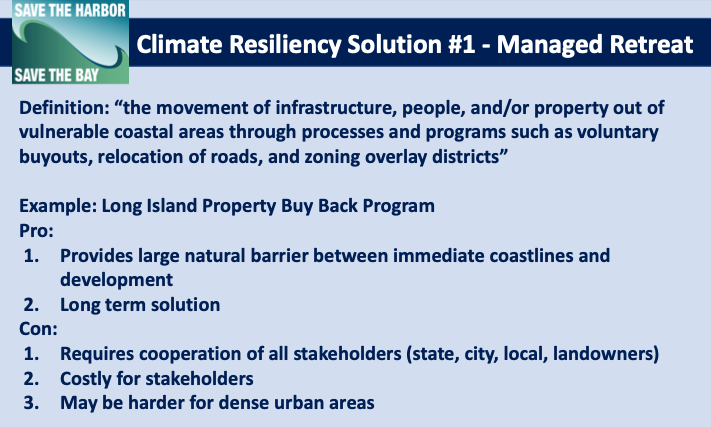 SAVE THE HARBOR
SAVE THE BAY
Climate Resiliency Solution #1 - Managed Retreat
Definition: “the movement of infrastructure, people, and/or property out of
vulnerable coastal areas through processes and programs such as voluntary
buyouts, relocation of roads, and zoning overlay districts”
Example: Long Island Property Buy Back Program
Pro:
1. Provides large natural barrier between immediate coastlines and
development
2. Long term solution
Con:
1. Requires cooperation of all stakeholders (state, city, local, landowners)
2. Costly for stakeholders
3. May be harder for dense urban areas